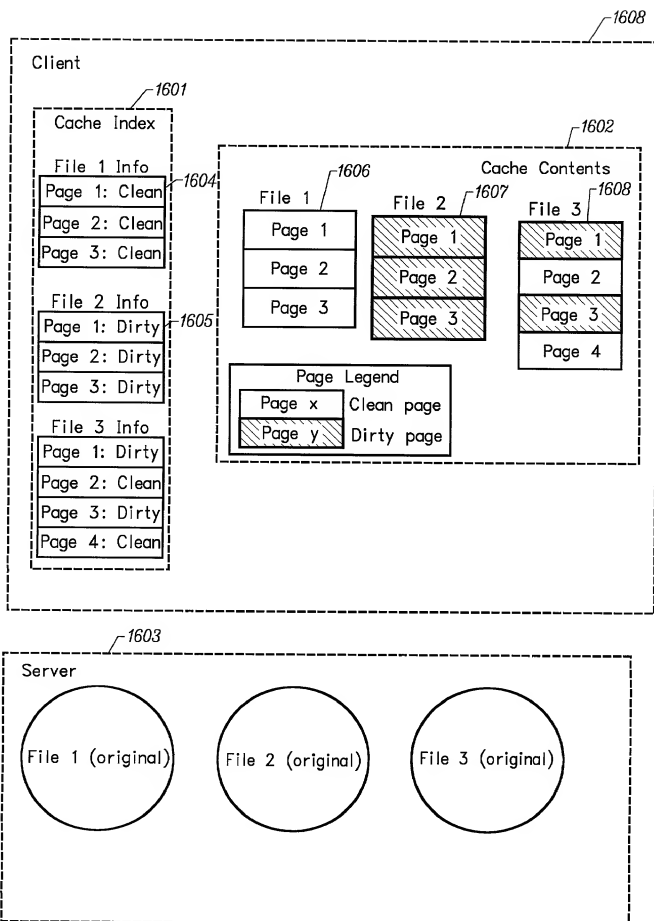 1608
Client
1601
Cache Index
File 1 Info
Page 1: Clean
1604
Page 2: Clean
Page 3: Clean
File 2 Info
Page 1: Dirty
1605
Page 2: Dirty
Page 3: Dirty
File 3 Info
Page 1: Dirty
Page 2: Clean
Page 3: Dirty
Page 4: Clean
1602
Cache Contents
1606
File 1
Page 1
Page 2
Page 3
1607
File 2
Page 1
Page 2
Page 3
1608
File 3
Page 1
Page 2
Page 3
Page 4
Page Legend
Page x Clean page
Page y Dirty page
1603
Server
File 1 (original)
File 2 (original)
File 3 (original)